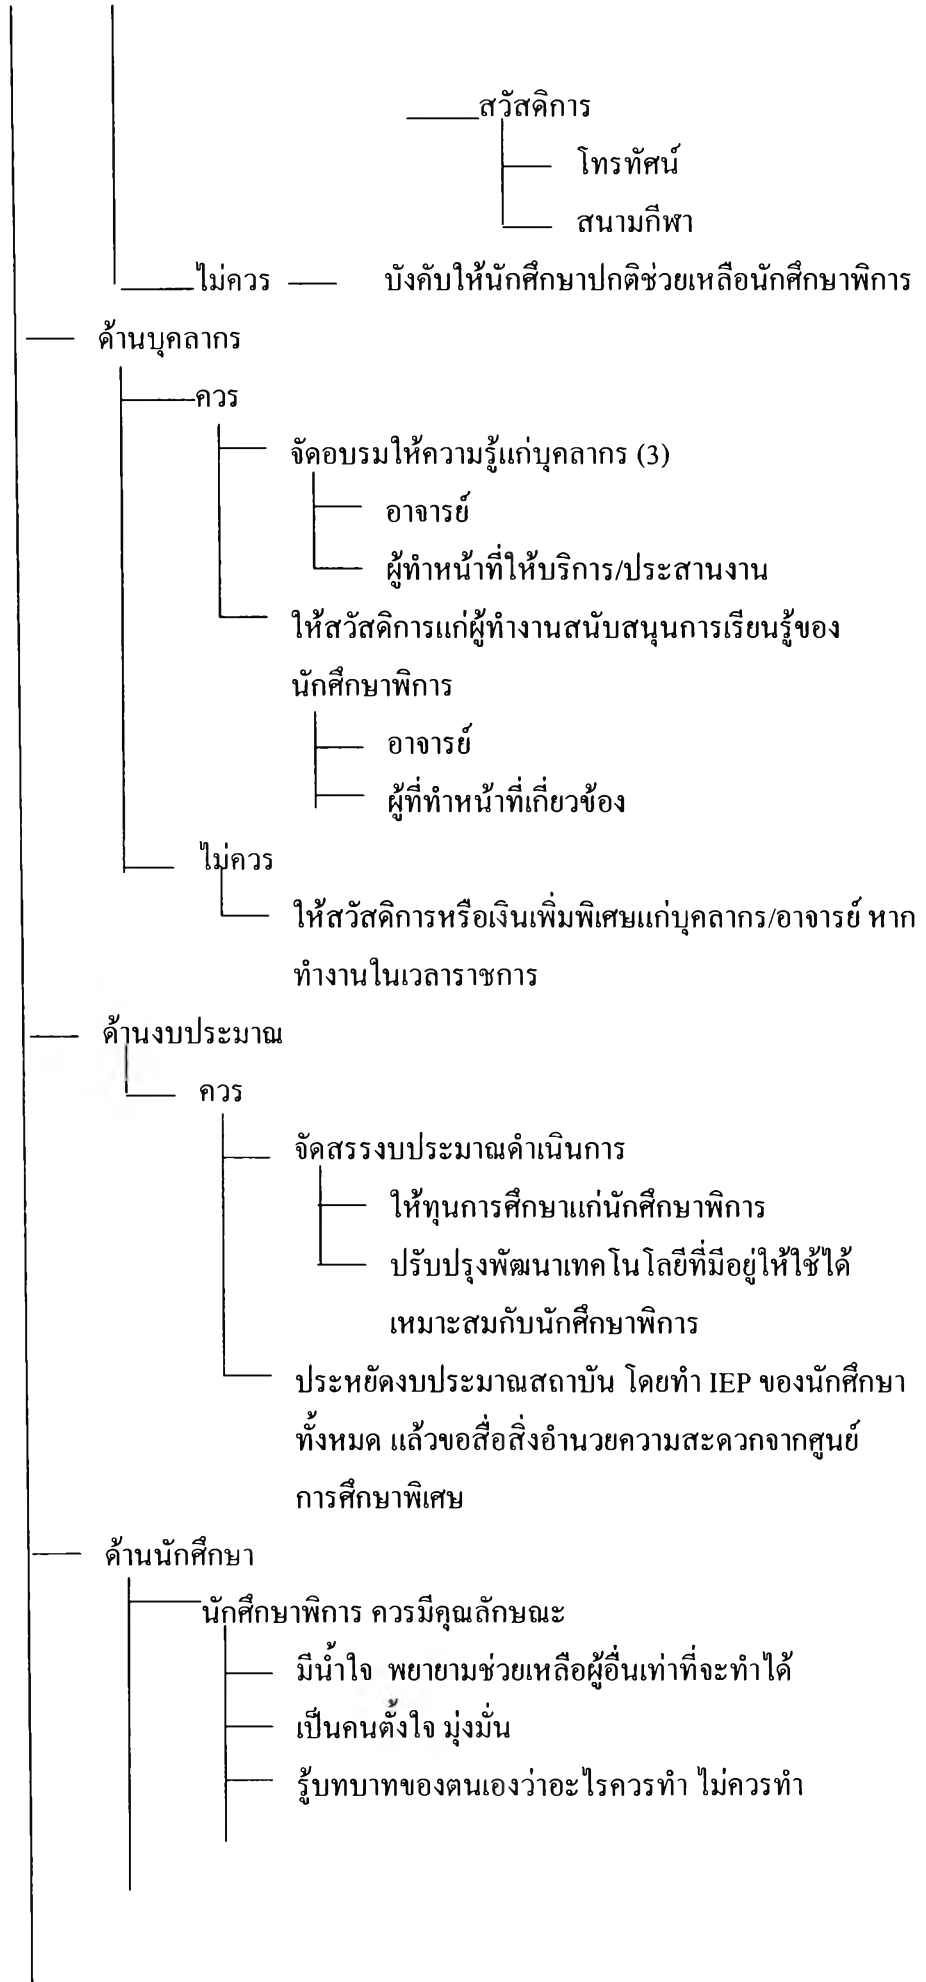 สวัสดิการ
โทรทัศน์
สนามกีฬา
ไม่ควร บังคับให้นักศึกษาปกติช่วยเหลือนักศึกษาพิการ
ด้านบุคลากร
ควร
จัดอบรมให้ความรู้แก่บุคลากร (3)
อาจารย์
ผู้ทำหน้าที่ให้บริการ/ประสานงาน
ให้สวัสดิการแก่ผู้ทำงานสนับสนุนการเรียนรู้ของ
นักศึกษาพิการ
อาจารย์
ผู้ที่ทำหน้าที่เกี่ยวข้อง
ไม่ควร
ให้สวัสดิการหรือเงินเพิ่มพิเศษแก่บุคลากร/อาจารย์ หาก
ทำงานในเวลาราชการ
ด้านงบประมาณ
ควร
จัดสรรงบประมาณดำเนินการ
ให้ทุนการศึกษาแก่นักศึกษาพิการ
ปรับปรุงพัฒนาเทคโนโลยีที่มีอยู่ให้ใช้ได้
เหมาะสมกับนักศึกษาพิการ
ประหยัดงบประมาณสถาบัน โดยทำ IEP ของนักศึกษา
ทั้งหมด แล้วขอสื่อสิ่งอำนวยความสะดวกจากศูนย์
การศึกษาพิเศษ
ด้านนักศึกษา
นักศึกษาพิการ ควรมีคุณลักษณะ
มีน้ำใจ พยายามช่วยเหลือผู้อื่นเท่าที่จะทำได้
เป็นคนตั้งใจ มุ่งมั่น
รู้บทบาทของตนเองว่าอะไรควรทำ ไม่ควรทำ